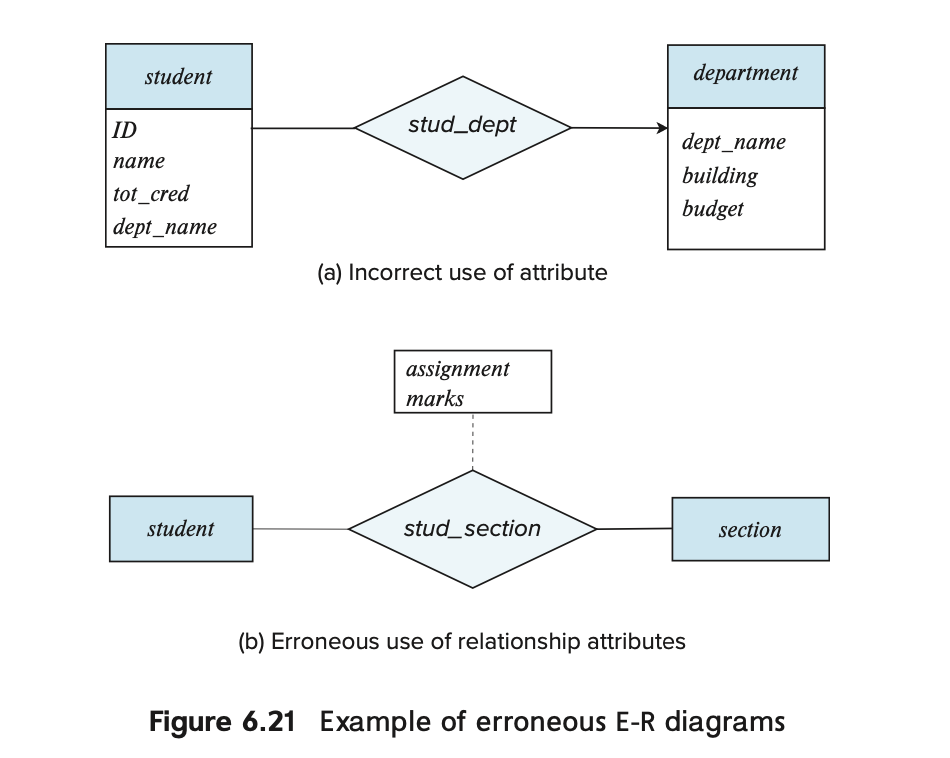 student
ID
name
tot_cred
dept_name
stud_dept
department
dept_name
building
budget
(a) Incorrect use of attribute
assignment
marks
student
stud_section
section
(b) Erroneous use of relationship attributes
Figure 6.21 Example of erroneous E-R diagrams